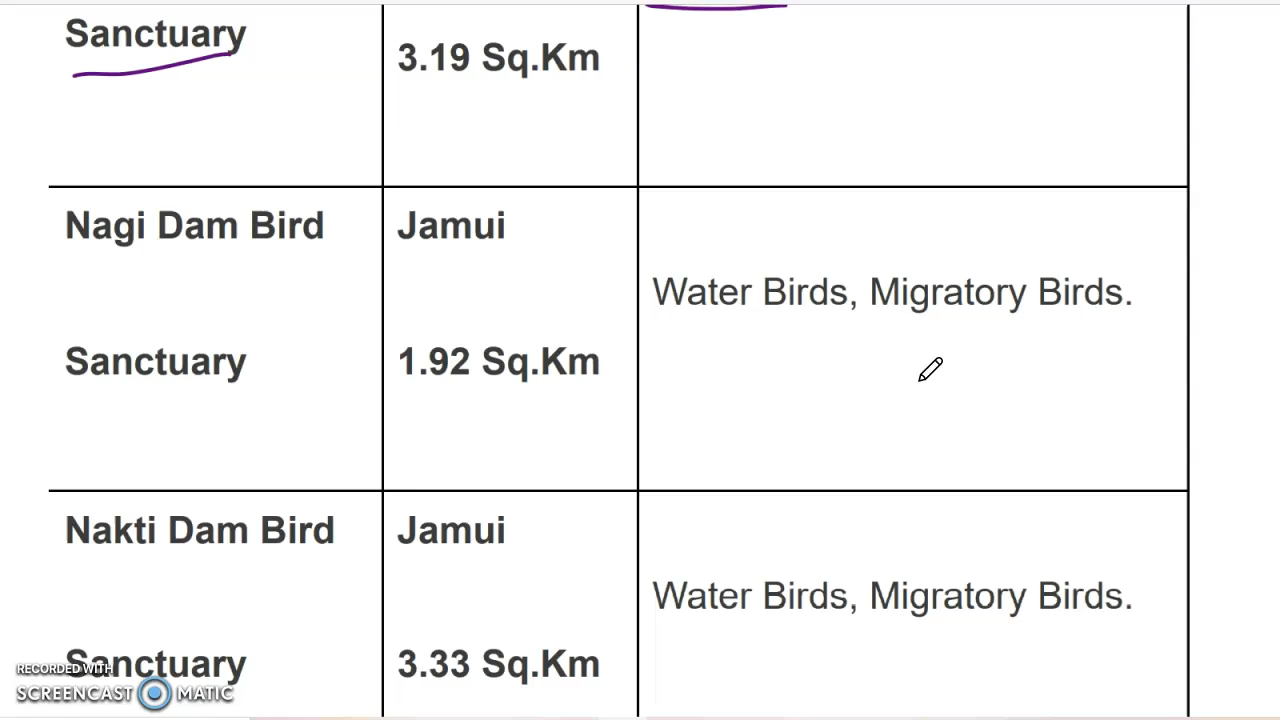 Sanctuary
3.19 Sq.Km
Nagi Dam Bird
Sanctuary
Jamui
1.92 Sq.Km
Water Birds, Migratory Birds.
Nakti Dam Bird
Sanctuary
Jamui
3.33 Sq.Km
Water Birds, Migratory Birds.
RECORDED WITH
SCREENCAST MATIC